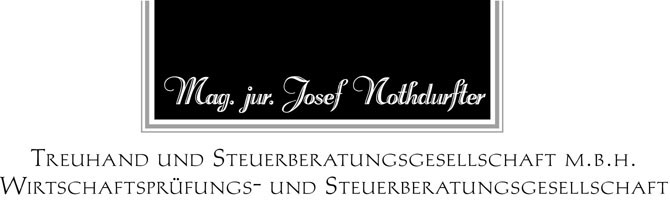 Mag. jur. Josef Nothdurfter
Treuhand und Steuerberatungsgesellschaft m.b.H.
Wirtschaftsprüfungs- und Steuerberatungsgesellschaft